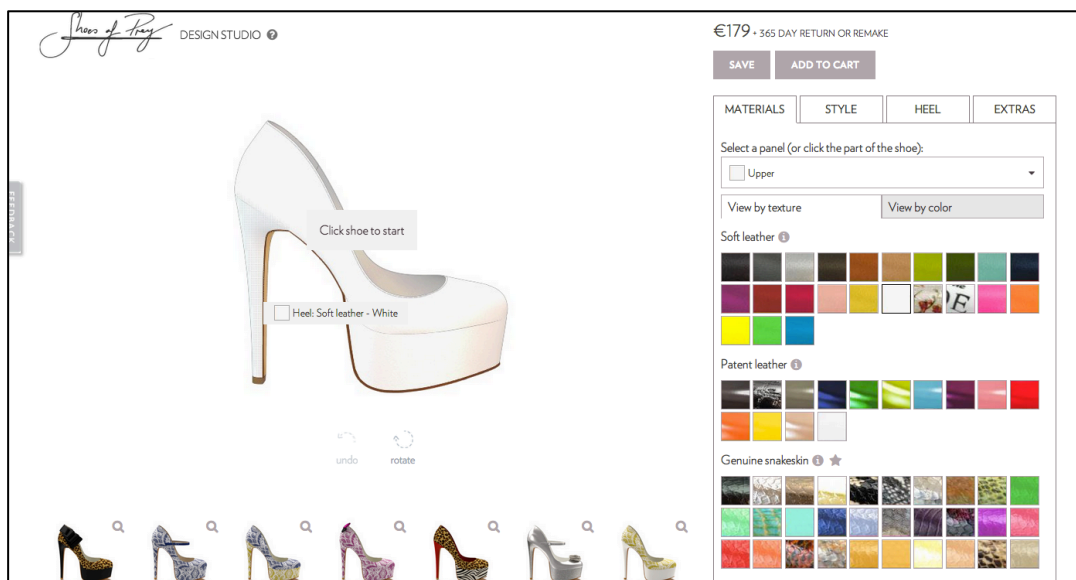 Shoes of Prey
DESIGN STUDIO ?
€179 + 365 DAY RETURN OR REMAKE
SAVE ADD TO CART
MATERIALS STYLE HEEL EXTRAS
Select a panel (or click the part of the shoe):
Upper
View by texture View by color
Soft leather i
FEEDBACK
Click shoe to start
Heel: Soft leather - White
Patent leather i
undo rotate
Genuine snakeskin i